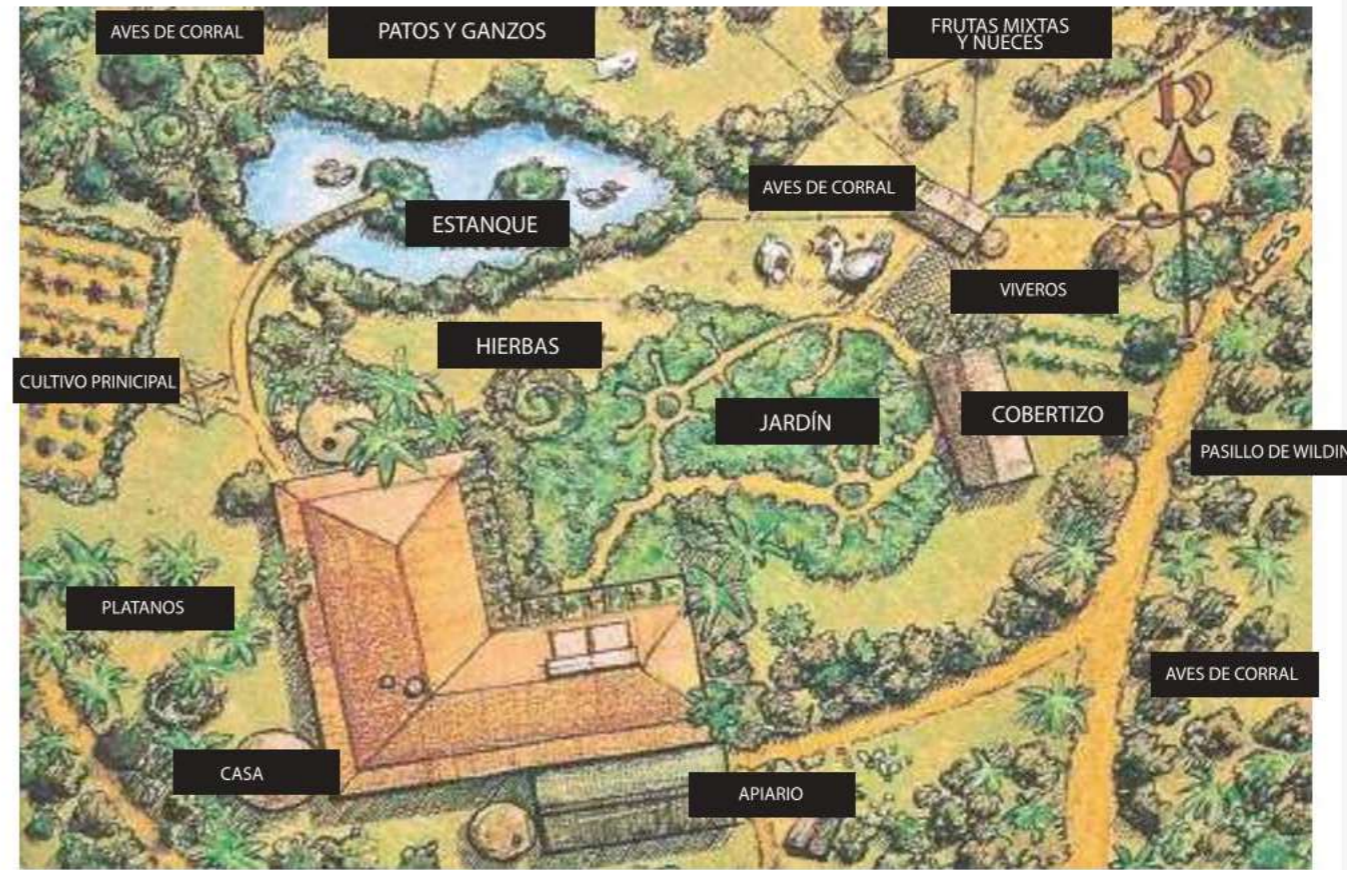 AVES DE CORRAL
PATOS Y GANZOS
FRUTAS MIXTAS
Y NUECES
N
AVES DE CORRAL
ESTANQUE
VIVEROS
HIERBAS
CULTIVO PRINICIPAL
JARDÍN
COBERTIZO
PASILLO DE WILDIN
PLATANOS
AVES DE CORRAL
CASA
APIARIO